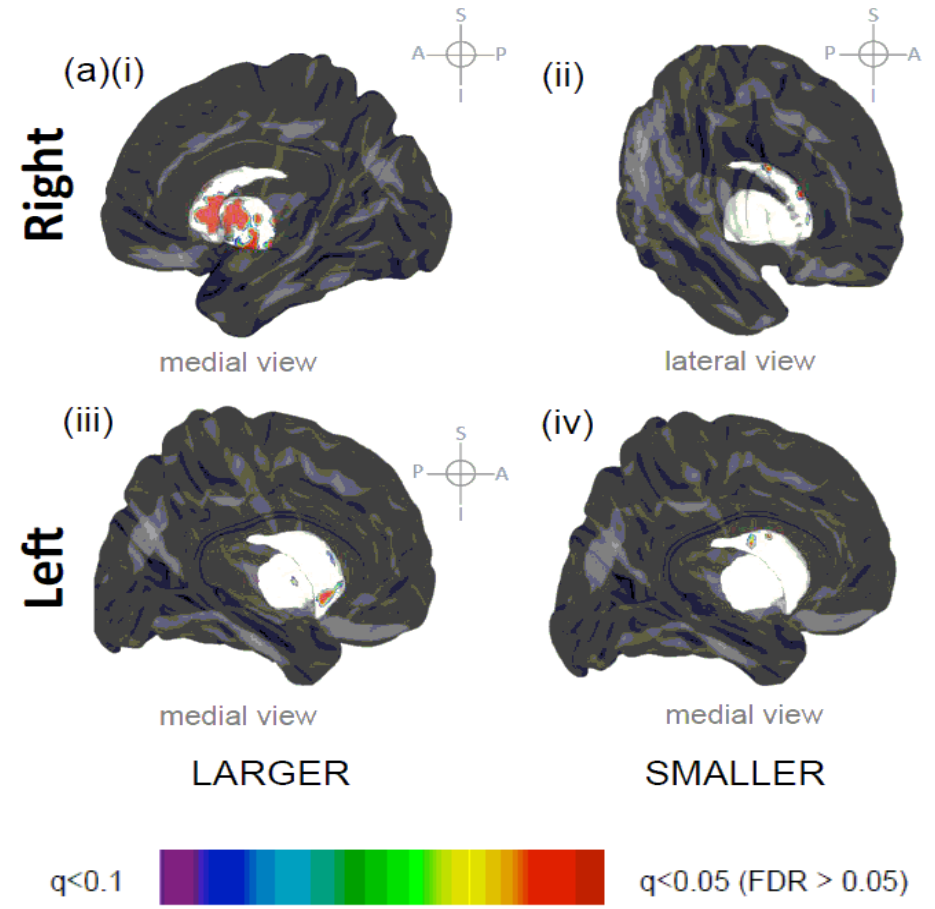 S
S
(a)(i)
A
P
(ii)
P
A
I
I
Right
medial view
lateral view
(iii)
(iv)
S
P
A
I
Left
medial view
medial view
LARGER
SMALLER
q<0.1
q<0.05 (FDR > 0.05)